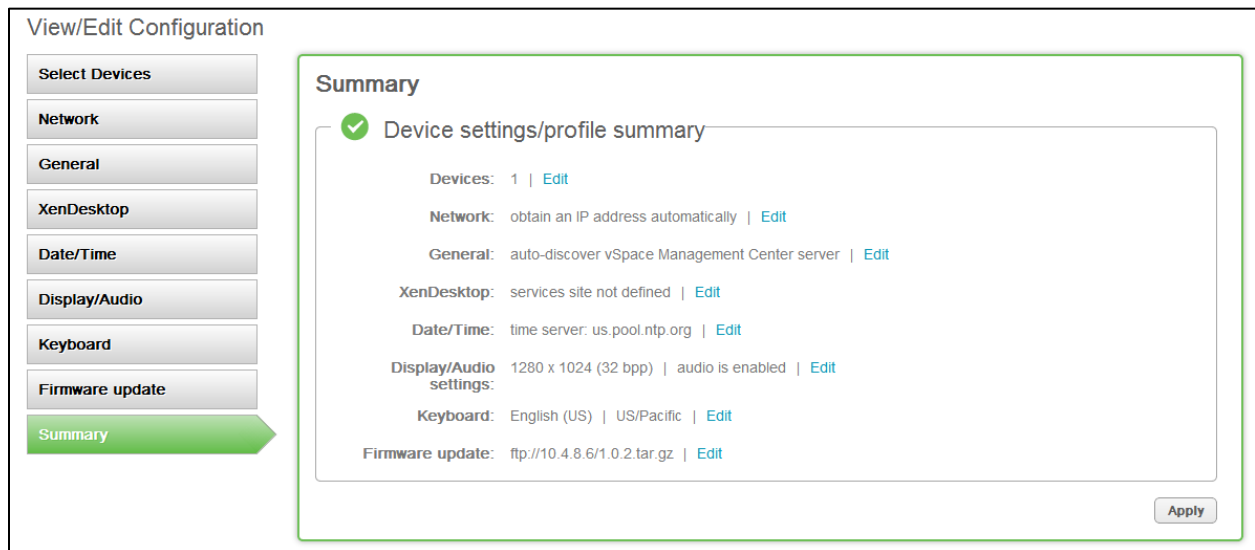 View/Edit Configuration
Select Devices
Network
General
XenDesktop
Date/Time
Display/Audio
Keyboard
Firmware update
Summary
Summary
Device settings/profile summary
Devices: 1 | Edit
Network: obtain an IP address automatically | Edit
General: auto-discover vSpace Management Center server | Edit
XenDesktop: services site not defined | Edit
Date/Time: time server: us.pool.ntp.org | Edit
Display/Audio settings: 1280 x 1024 (32 bpp) | audio is enabled | Edit
Keyboard: English (US) | US/Pacific | Edit
Firmware update: ftp://10.4.8.6/1.0.2.tar.gz | Edit
Apply